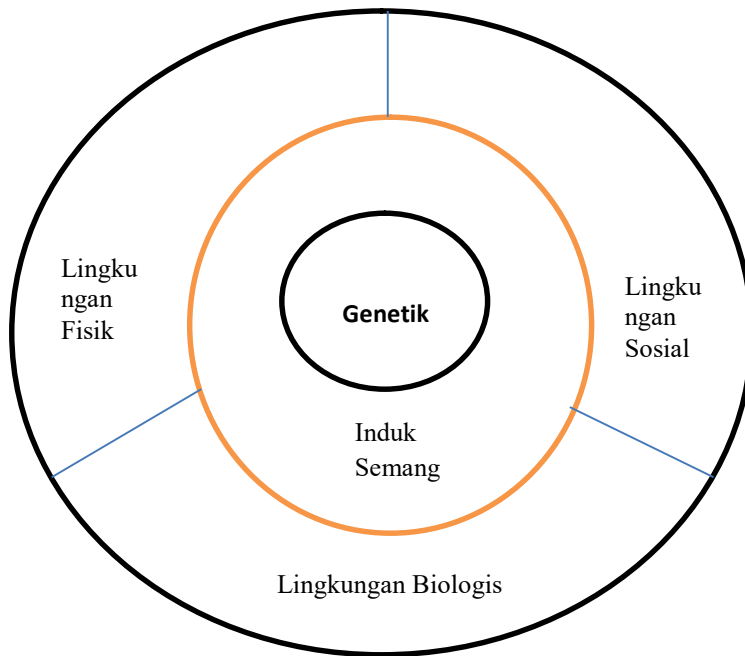 Lingku
ngan
Fisik
Genetik
Lingku
ngan
Sosial
Induk
Semang
Lingkungan Biologis